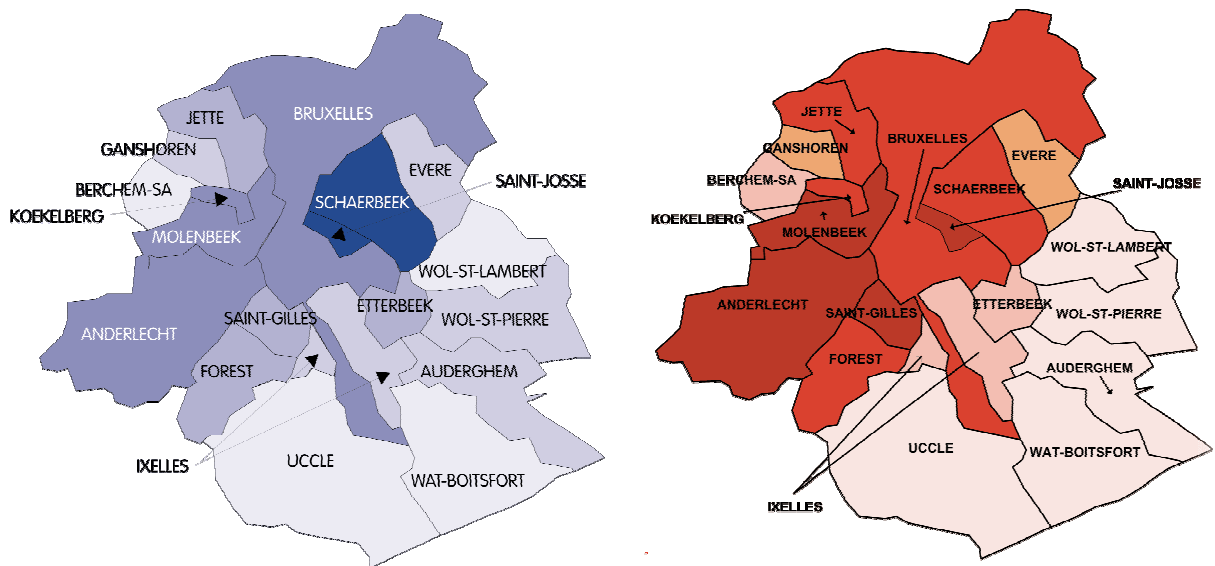 JETTE
BRUXELLES
GANSHOREN
EVERE
BERCHEM-SA
SAINT-JOSSE
SCHAERBEEK
KOEKELBERG
MOLENBEEK
WOL-ST-LAMBERT
ETTERBEEK
SAINT-GILLES
WOL-ST-PIERRE
ANDERLECHT
FOREST
AUDERGHEM
IXELLES
UCCLE
WAT-BOITSFORT
JETTE
BRUXELLES
GANSHOREN
EVERE
BERCHEM-SA
SAINT-JOSSE
SCHAERBEEK
KOEKELBERG
MOLENBEEK
WOL-ST-LAMBERT
ANDERLECHT
ETTERBEEK
SAINT-GILLES
WOL-ST-PIERRE
FOREST
AUDERGHEM
UCCLE
WAT-BOITSFORT
IXELLES